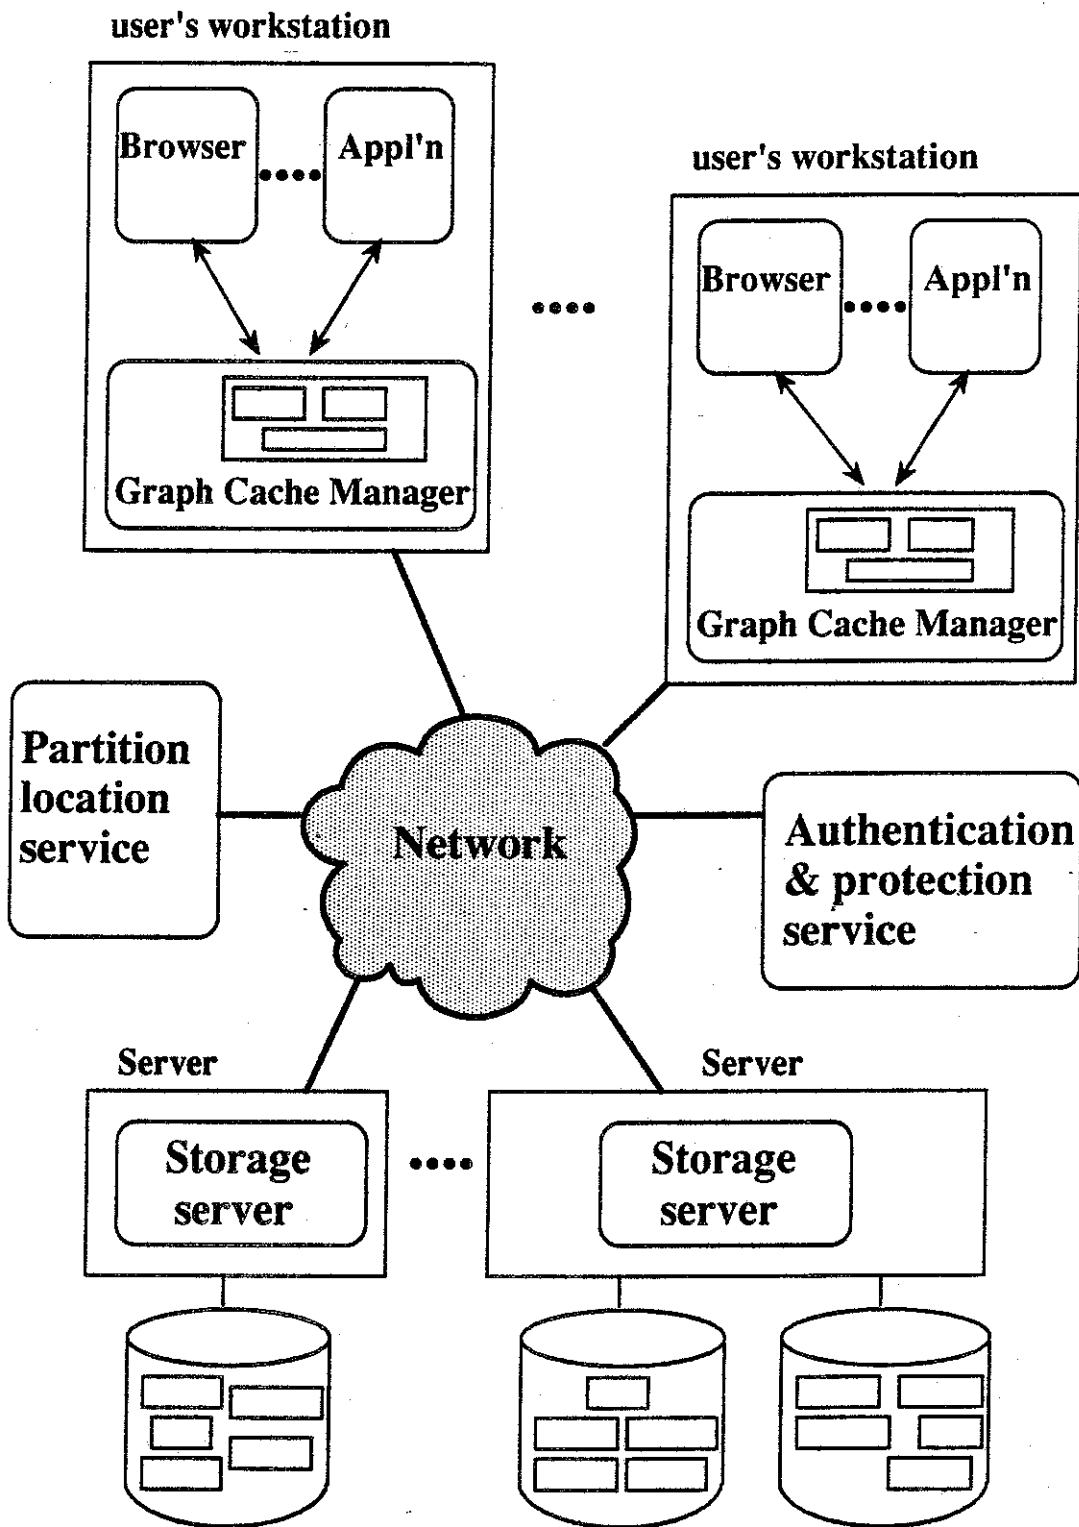 user's workstation
Browser
Appl'n
Graph Cache Manager
user's workstation
Browser
Appl'n
Graph Cache Manager
Partition
location
service
Network
Authentication
& protection
service
Server
Storage
server
Server
Storage
server